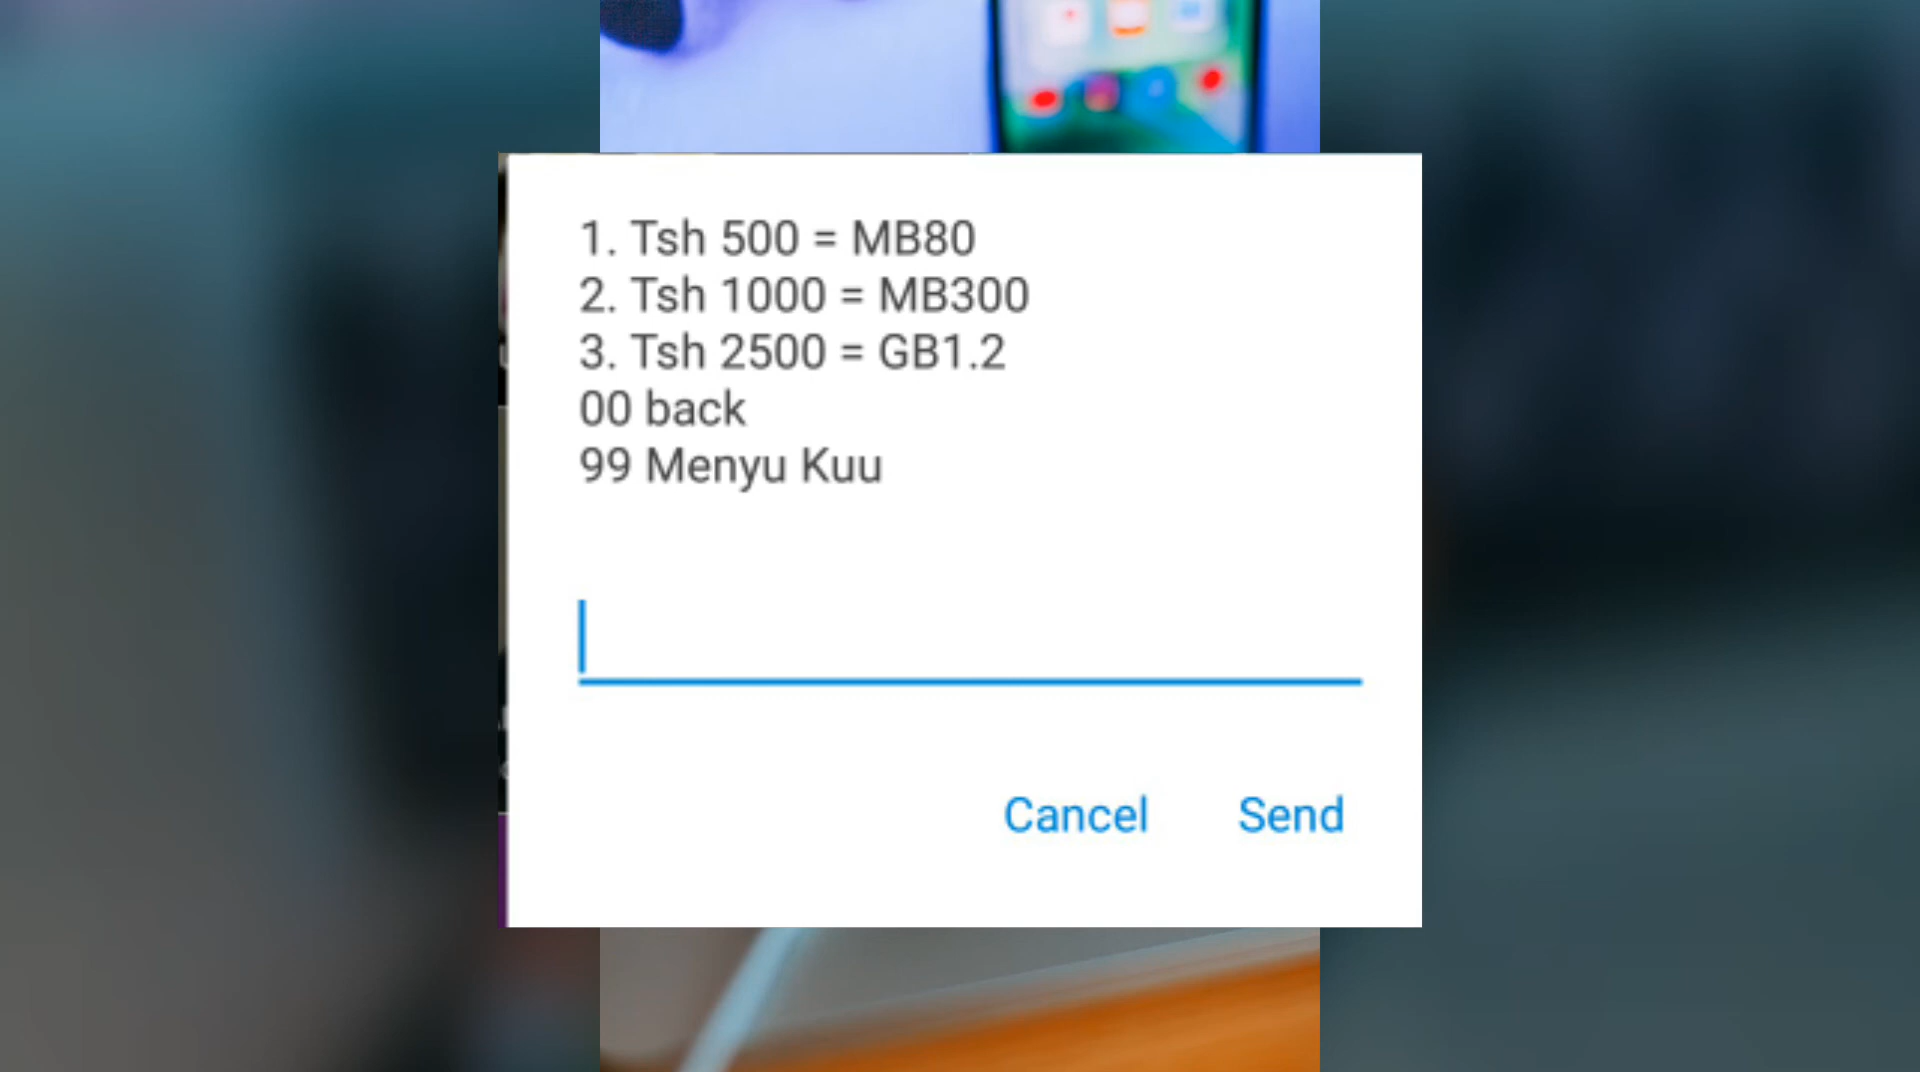 1. Tsh 500 = MB80
2. Tsh 1000 = MB300
3. Tsh 2500 = GB1.2
00 back
99 Menyu Kuu
Cancel Send